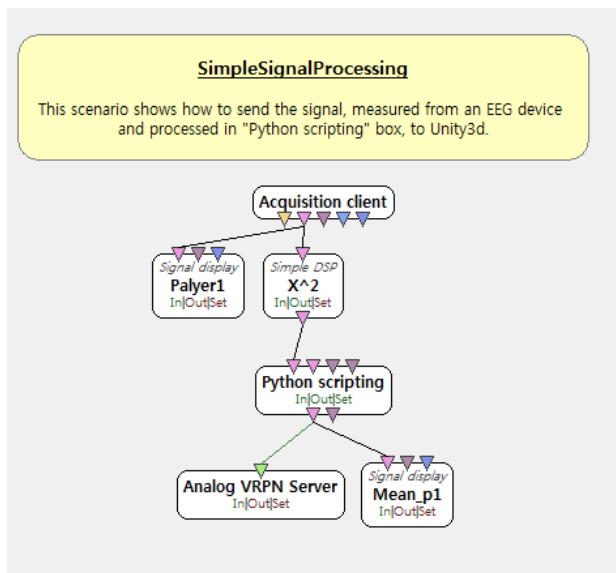 SimpleSignalProcessing
This scenario shows how to send the signal, measured from an EEG device
and processed in "Python scripting" box, to Unity3d.
Acquisition client
Signal display
Palyer1
In|Out|Set
Simple DSP
X^2
In|Out|Set
Python scripting
In|Out|Set
Analog VRPN Server
In|Out|Set
Signal display
Mean_p1
In|Out|Set